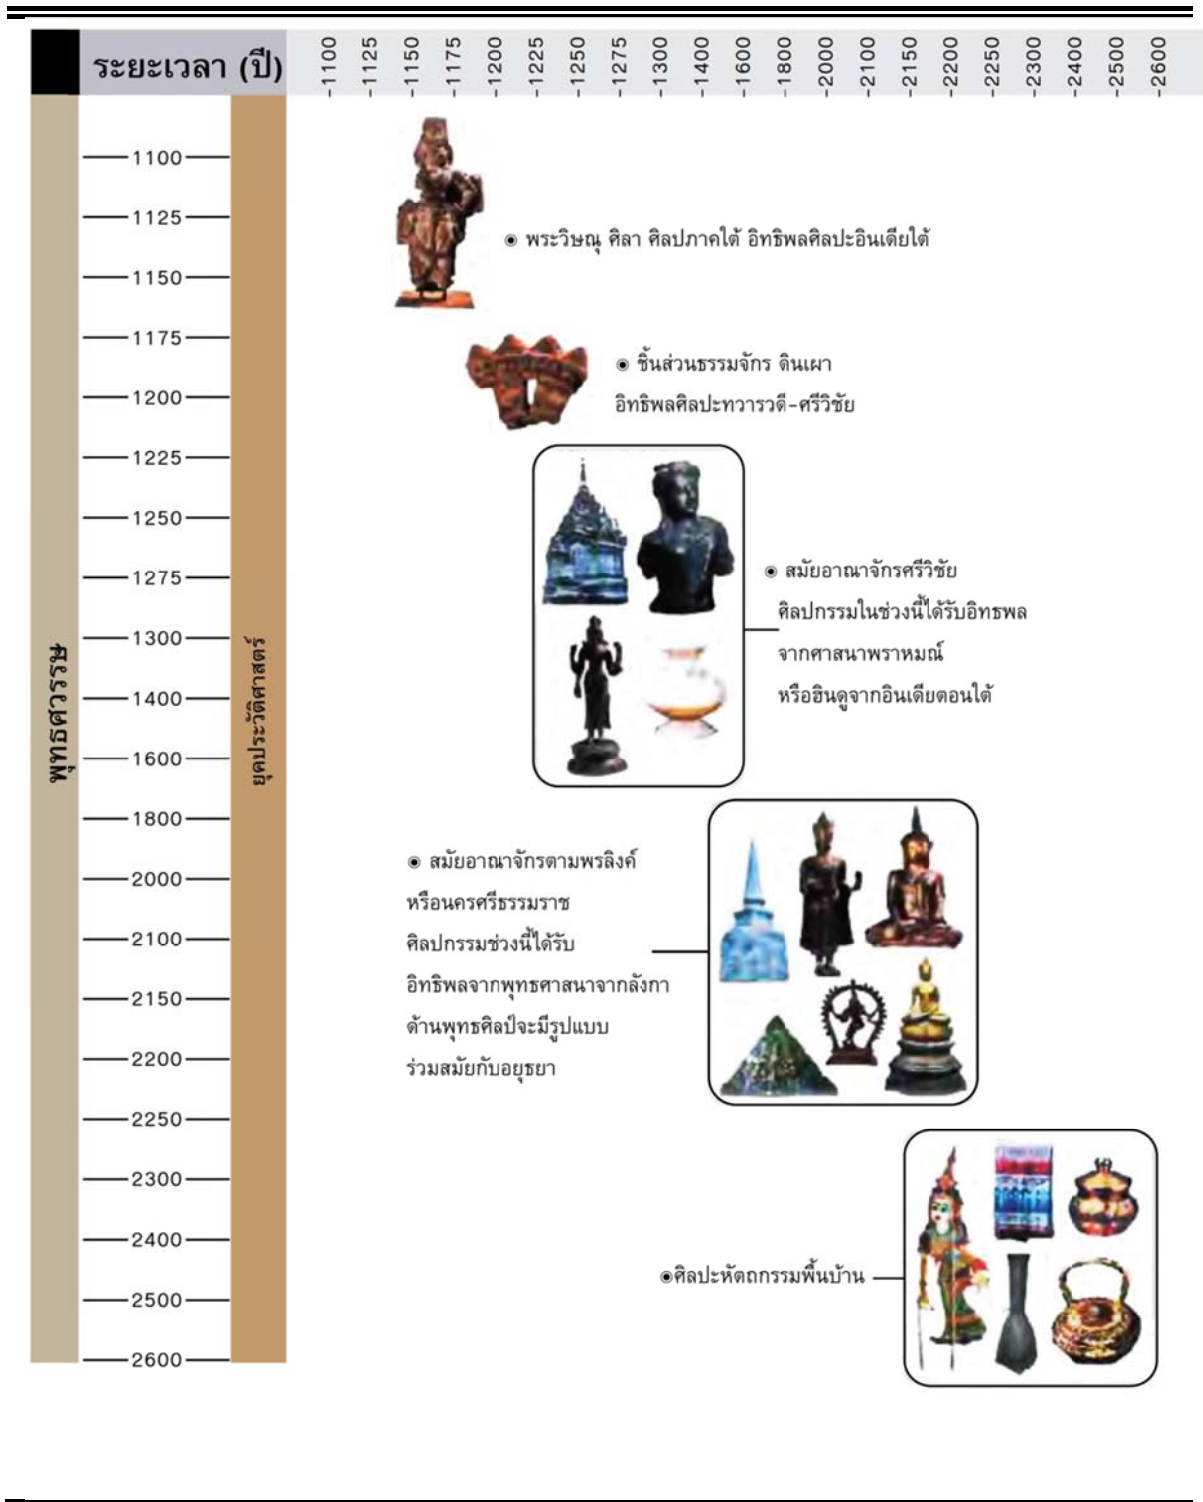 ระยะเวลา (ปี)
1100
1125
1150
1175
1200
1225
1250
1275
1300
1400
1600
1800
2000
2100
2150
2200
2250
2300
2400
2500
2600
พุทธศวรรษ
ยุคประวัติศาสตร์
1100
1125
1150
1175
1200
1225
1250
1275
1300
1400
1600
1800
2000
2100
2150
2200
2250
2300
2400
2500
2600
◉ พระวิษณุ ศิลา ศิลปภาคใต้ อิทธิพลศิลปะอินเดียใต้
◉ ชิ้นส่วนธรรมจักร ดินเผา
อิทธิพลศิลปะทวารวดี-ศรีวิชัย
◉ สมัยอาณาจักรศรีวิชัย
ศิลปกรรมในช่วงนี้ได้รับอิทธพล
จากศาสนาพราหมณ์
หรือฮินดูจากอินเดียตอนใต้
◉ สมัยอาณาจักรตามพรลิงค์
หรือนครศรีธรรมราช
ศิลปกรรมช่วงนี้ได้รับ
อิทธิพลจากพุทธศาสนาจากลังกา
ด้านพุทธศิลป์จะมีรูปแบบ
ร่วมสมัยกับอยุธยา
◉ศิลปะหัตถกรรมพื้นบ้าน